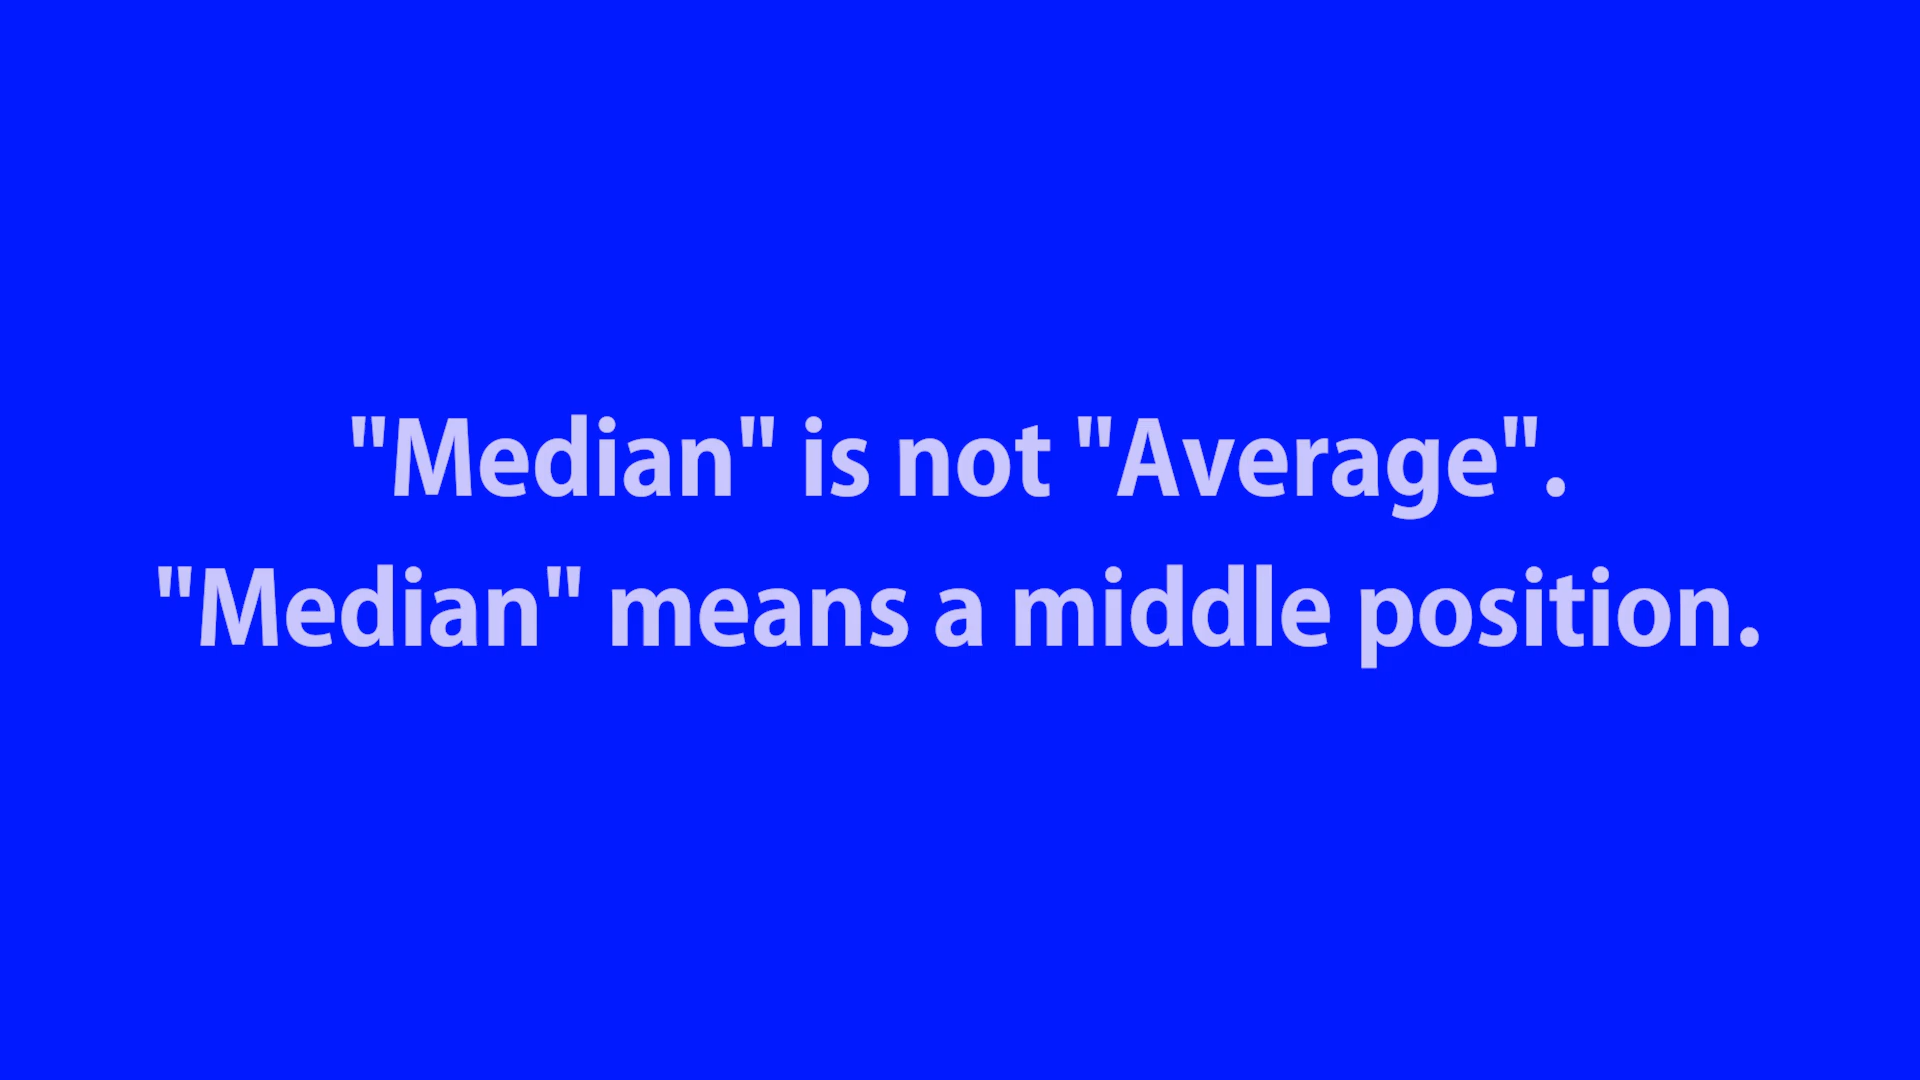 "Median" is not "Average".
"Median" means a middle position.